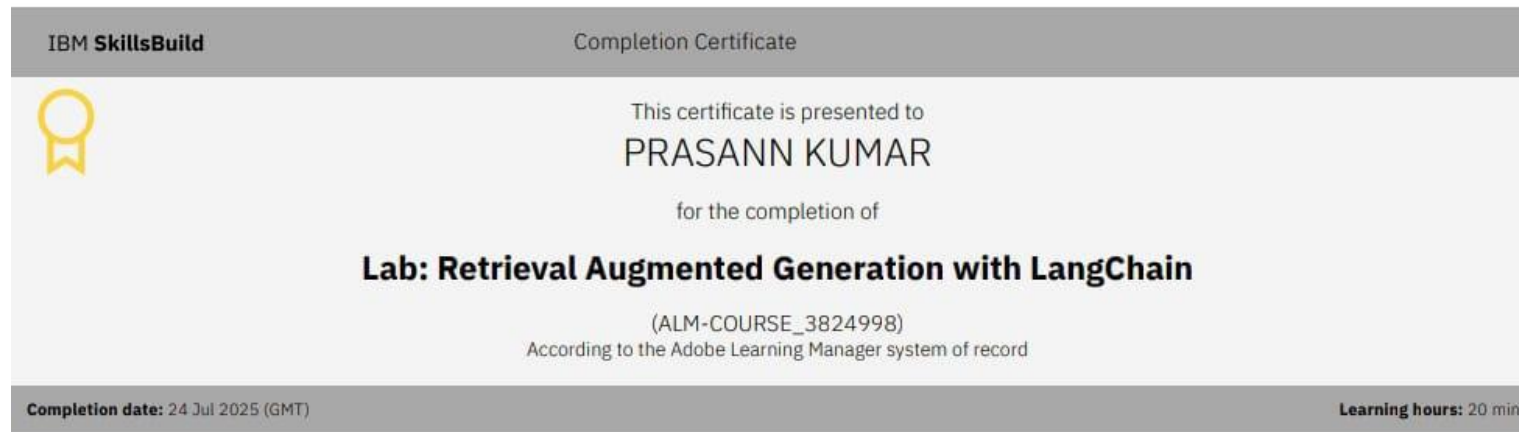 IBM SkillsBuild
Completion Certificate
This certificate is presented to
PRASANN KUMAR
for the completion of
Lab: Retrieval Augmented Generation with LangChain
(ALM-COURSE_3824998)
According to the Adobe Learning Manager system of record
Completion date: 24 Jul 2025 (GMT)
Learning hours: 20 min